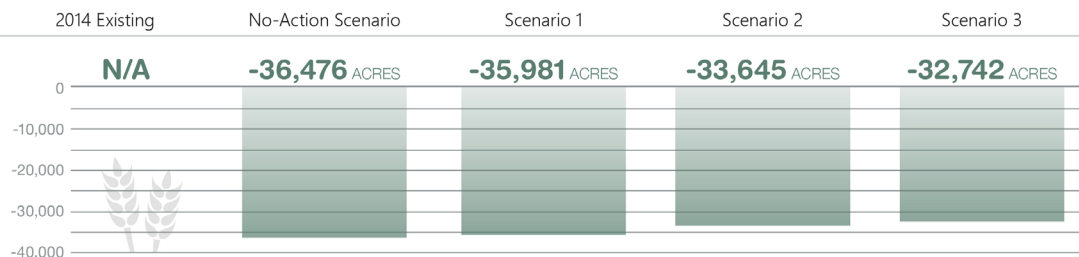 2014 Existing No-Action Scenario Scenario 1 Scenario 2 Scenario 3
N/A -36,476 ACRES -35,981 ACRES -33,645 ACRES -32,742 ACRES
0
-10,000
-20,000
-30,000
-40,000